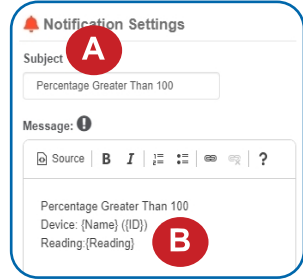 Notification Settings
Subject A
Percentage Greater Than 100
Message:
Source B I ?
Percentage Greater Than 100
Device: {Name} ({ID})
Reading:{Reading} B